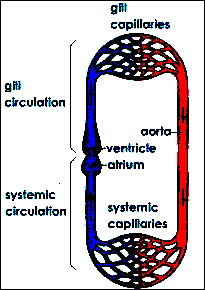 gill
capillaries
gill
circulation
aorta
ventricle
atrium
systemic
circulation
systemic
capillaries